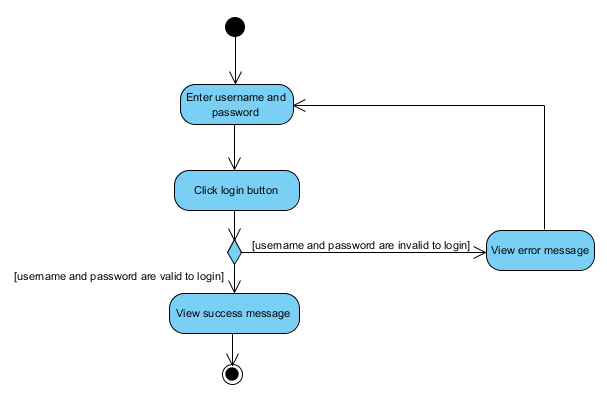 Enter username and
password
Click login button
[username and password are invalid to login]
View error message
[username and password are valid to login]
View success message